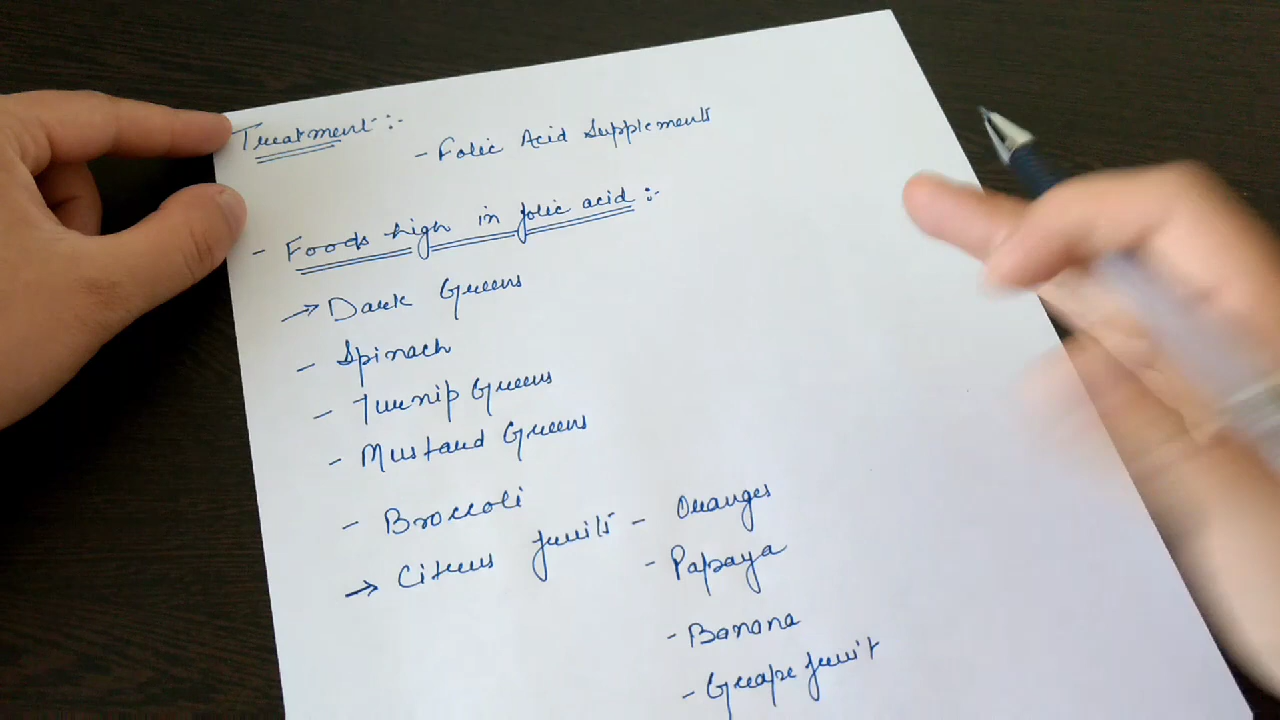 Treatment :-
- Folic Acid Supplements
- Foods high in folic acid :-
→ Dark Greens
- Spinach
- Turnip Greens
- Mustard Greens
- Broccoli
→ Citrus fruits - Oranges
- Papaya
- Banana
- Grape fruit